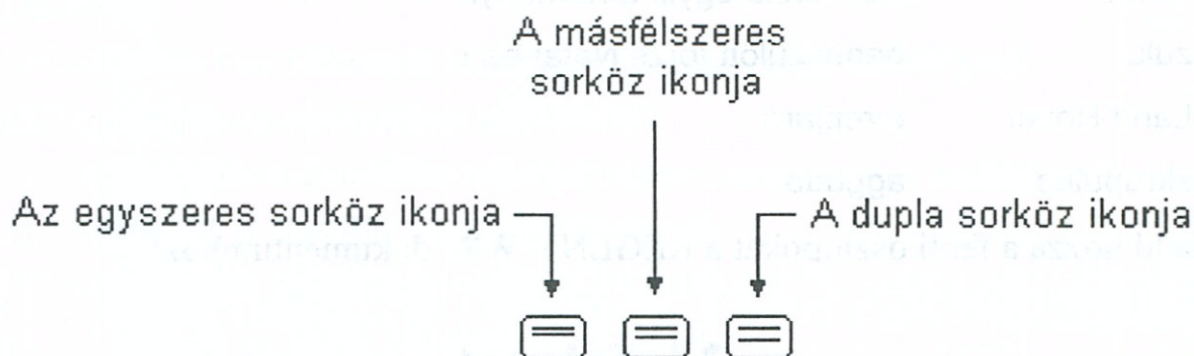 A másfélszeres
sorköz ikonja
Az egyszeres sorköz ikonja
A dupla sorköz ikonja